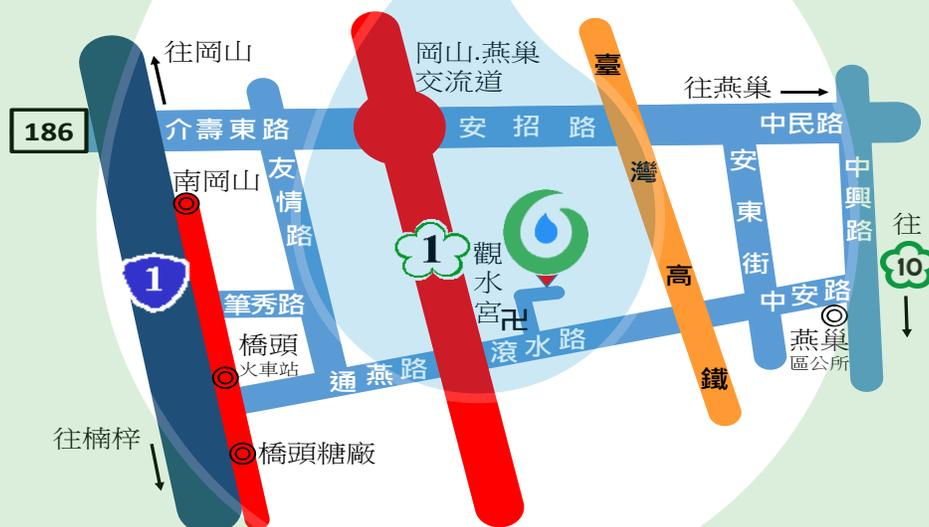 往岡山
岡山.燕巢
交流道
往燕巢
186
介壽東路
安招路
中民路
臺灣高鐵
南岡山
友情路
安東街
中興路
往
10
1
1
觀水宮
卍
筆秀路
中安路
燕巢
區公所
橋頭
火車站
滾水路
通燕路
往楠梓
橋頭糖廠